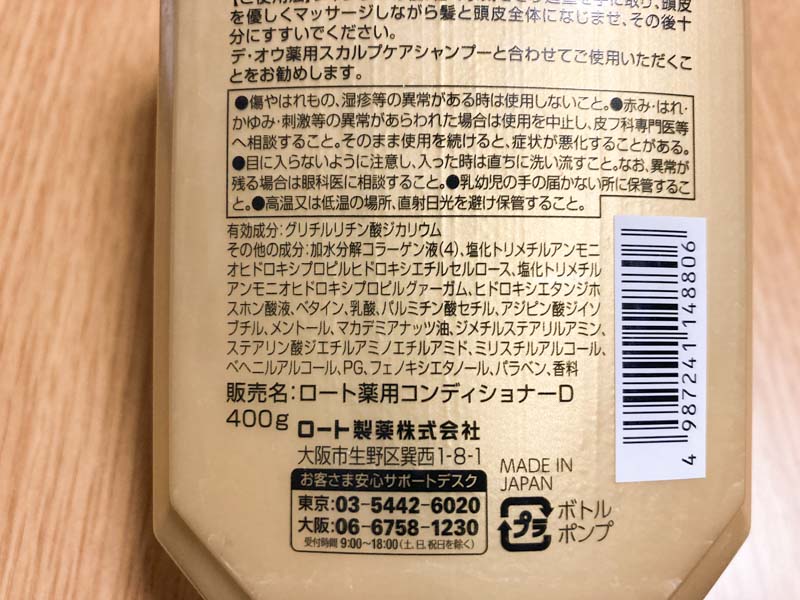 を優しくマッサージしながら髪と頭皮全体になじませ、その後十
分にすすいでください。
デ・オウ薬用スカルプケアシャンプーと合わせてご使用いただくこ
とをお勧めします。
●傷やはれもの、湿疹等の異常がある時は使用しないこと。●赤み・はれ・
かゆみ・刺激等の異常があらわれた場合は使用を中止し、皮フ科専門医等
へ相談すること。そのまま使用を続けると、症状が悪化することがある。
●目に入らないように注意し、入った時は直ちに洗い流すこと。なお、異常が
残る場合は眼科医に相談すること。●乳幼児の手の届かない所に保管するこ
と。●高温又は低温の場所、直射日光を避け保管すること。
有効成分：グリチルリチン酸ジカリウム
その他の成分：加水分解コラーゲン液(4)、塩化トリメチルアンモニ
オヒドロキシプロピルヒドロキシエチルセルロース、塩化トリメチル
アンモニオヒドロキシプロピルグァーガム、ヒドロキシエタンジホ
スホン酸液、ベタイン、乳酸、パルミチン酸セチル、アジピン酸ジイソ
ブチル、メントール、マカデミアナッツ油、ジメチルステアリルアミン、
ステアリン酸ジエチルアミノエチルアミド、ミリスチルアルコール、
ベヘニルアルコール、PG、フェノキシエタノール、パラベン、香料
販売名：ロート薬用コンディショナーD
400g
ロート製薬株式会社
大阪市生野区巽西1-8-1
お客さま安心サポートデスク
東京：03-5442-6020
大阪：06-6758-1230
受付時間 9:00〜18:00(土、日、祝日を除く)
MADE IN
JAPAN
プラ
ボトル
ポンプ
4 987241 148806